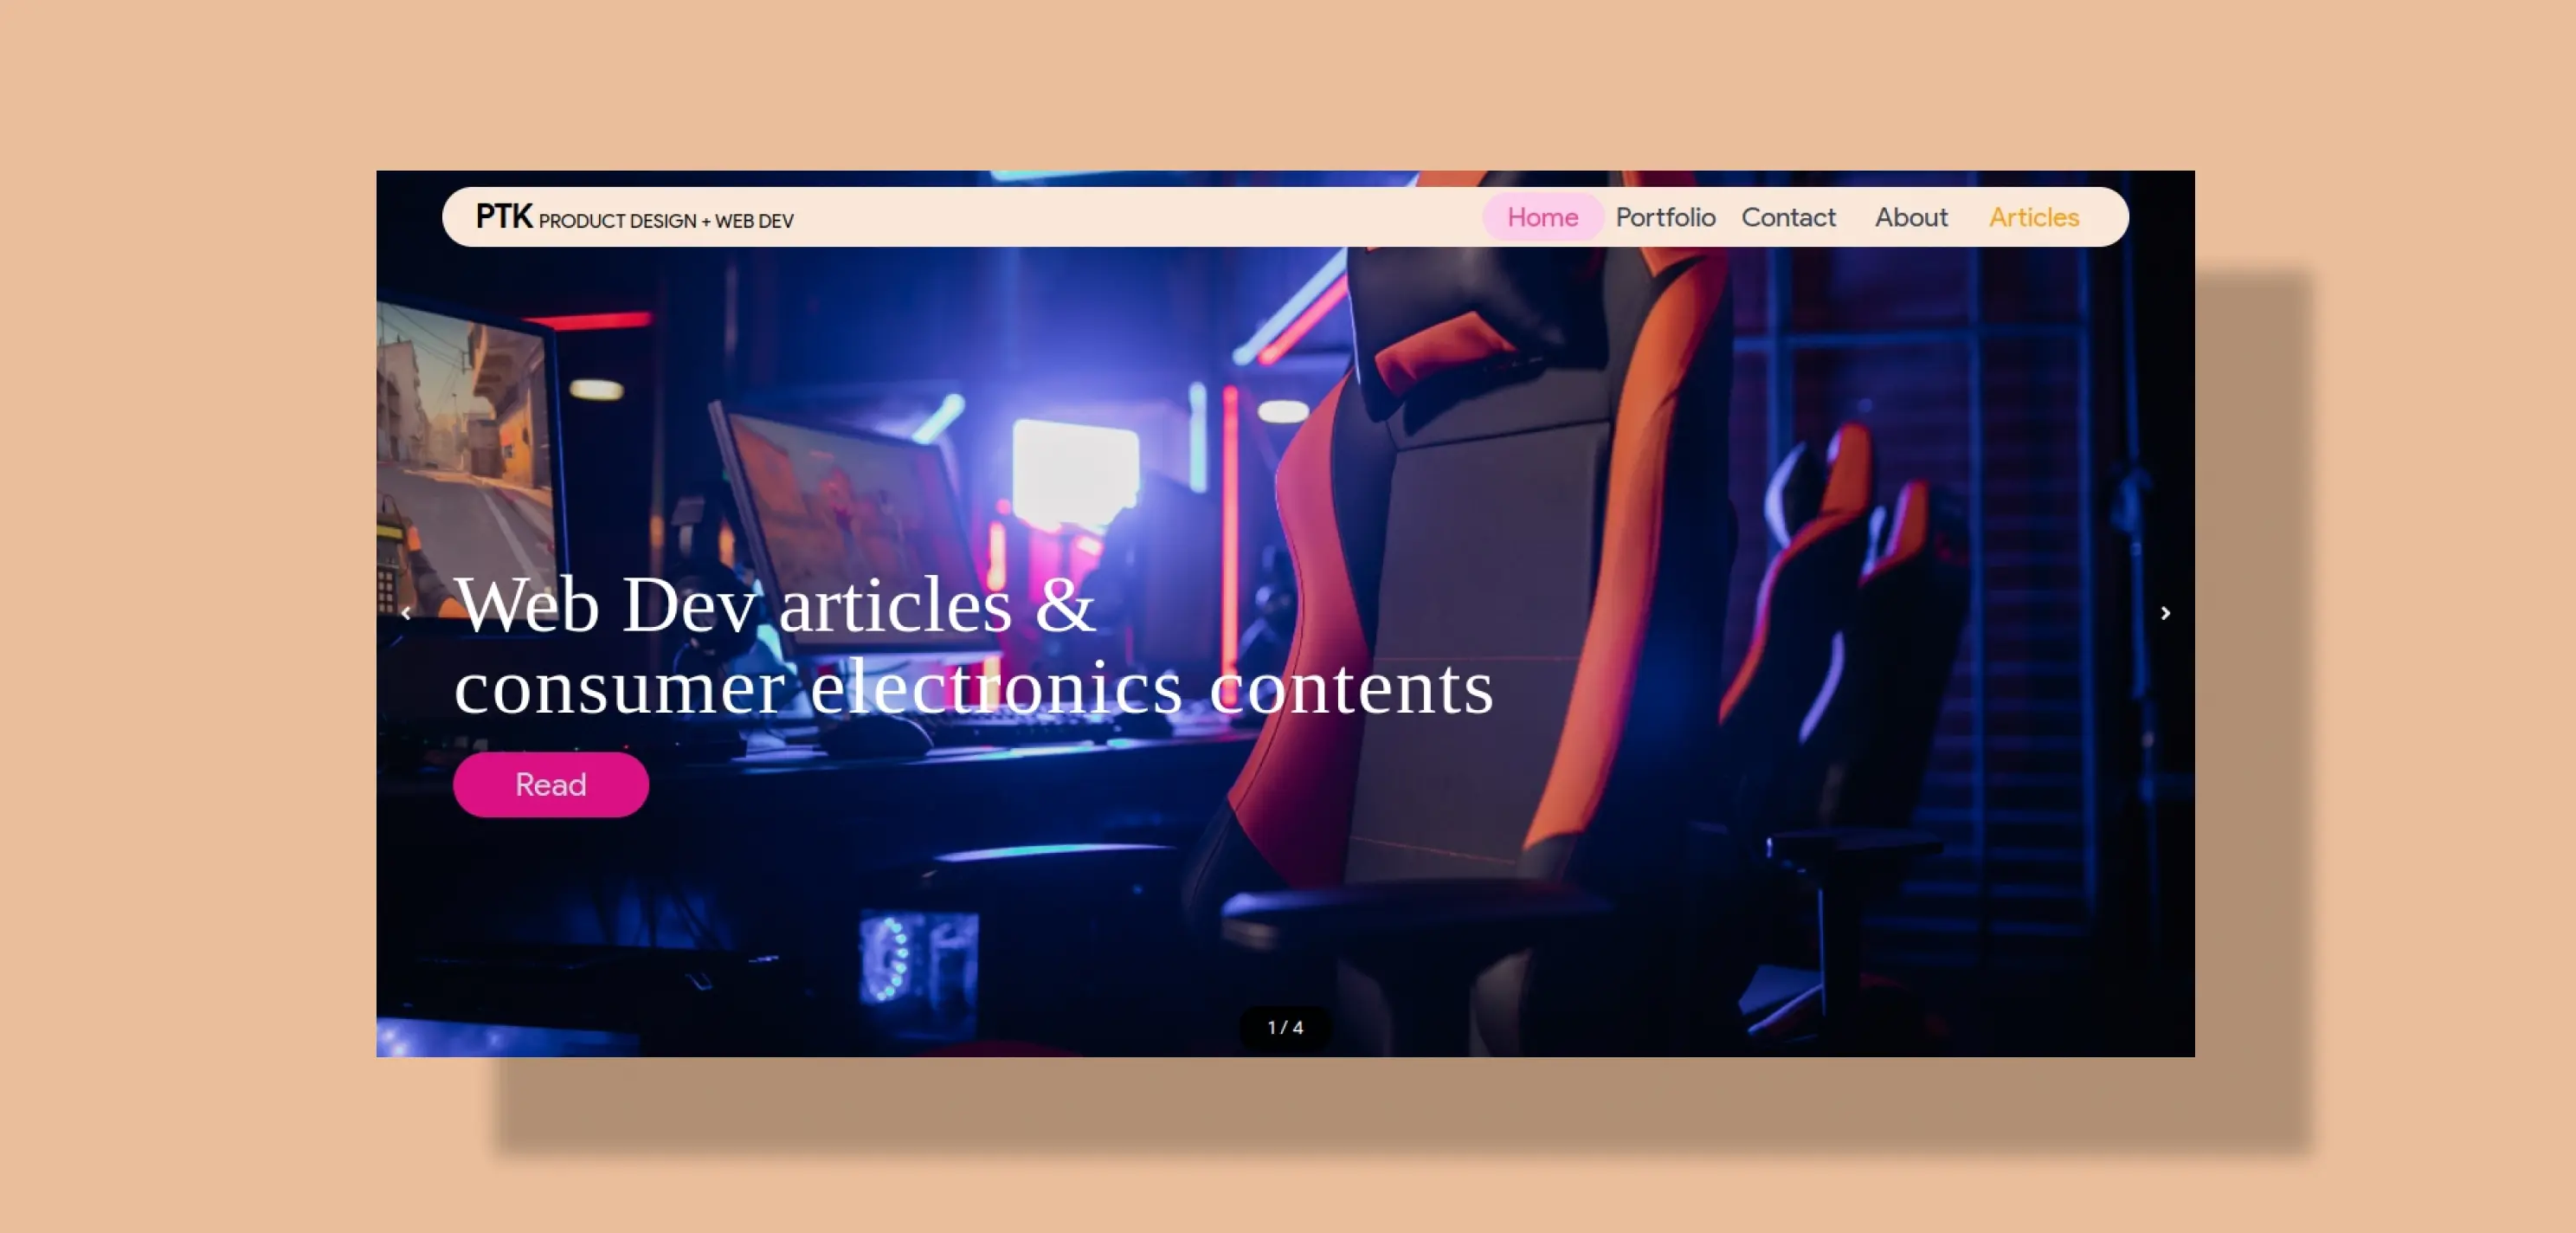 PTK PRODUCT DESIGN + WEB DEV
Home Portfolio Contact About Articles
Web Dev articles &
consumer electronics contents
Read
1 / 4